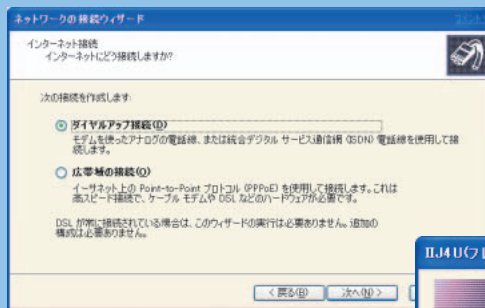 ネットワークの接続ウィザード
インターネット接続
インターネットにどう接続しますか?
次の接続を作成します:
ダイヤルアップ接続(D)
モデムを使ったアナログの電話線、または統合デジタル サービス通信網 (ISDN) 電話線を使用して接
続します。
広帯域の接続(O)
イーサネット上の Point-to-Point プロトコル (PPPoE) を使用して接続します。これは
高スピード接続で、ケーブル モデムや DSL などのハードウェアが必要です。
DSL が常に接続されている場合は、このウィザードの実行は必要ありません。追加の
構成は必要ありません。
< 戻る(B)
次へ(N) >
IIJ4U(フレ